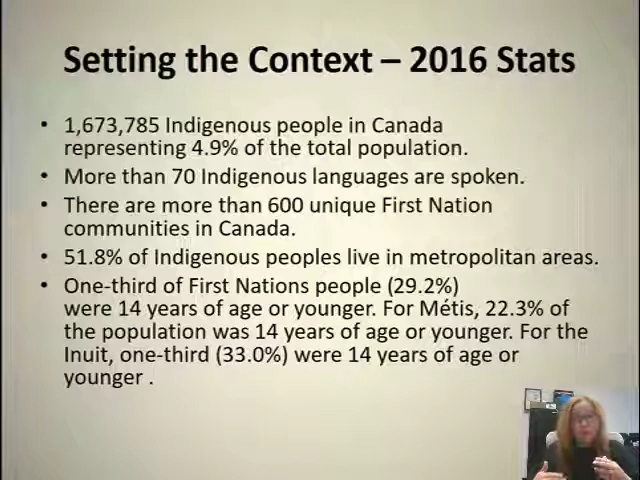 Setting the Context – 2016 Stats
• 1,673,785 Indigenous people in Canada
representing 4.9% of the total population.
• More than 70 Indigenous languages are spoken.
• There are more than 600 unique First Nation
communities in Canada.
• 51.8% of Indigenous peoples live in metropolitan areas.
• One-third of First Nations people (29.2%)
were 14 years of age or younger. For Métis, 22.3% of
the population was 14 years of age or younger. For the
Inuit, one-third (33.0%) were 14 years of age or
younger .